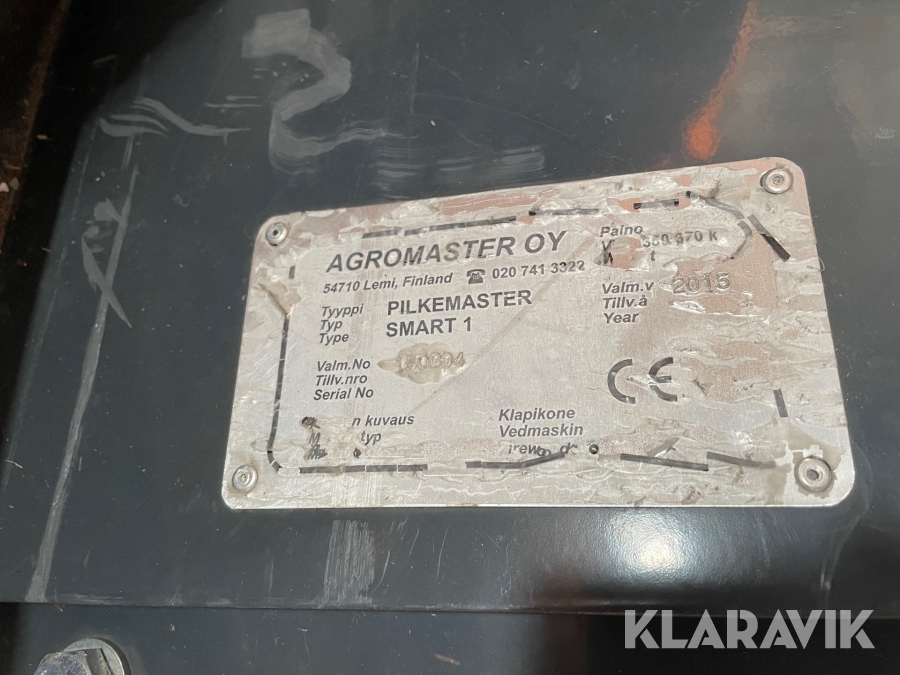 AGROMASTER OY
54710 Lemi, Finland ☎ 020 741 3322
Paino
Tyyppi
Typ
Type
PILKEMASTER
SMART 1
Valm.v
Tillv.å
Year
2015
Valm.No
Tillv.nro
Serial No
CE
n kuvaus
typ
Klapikone
Vedmaskin
KLARAVIK